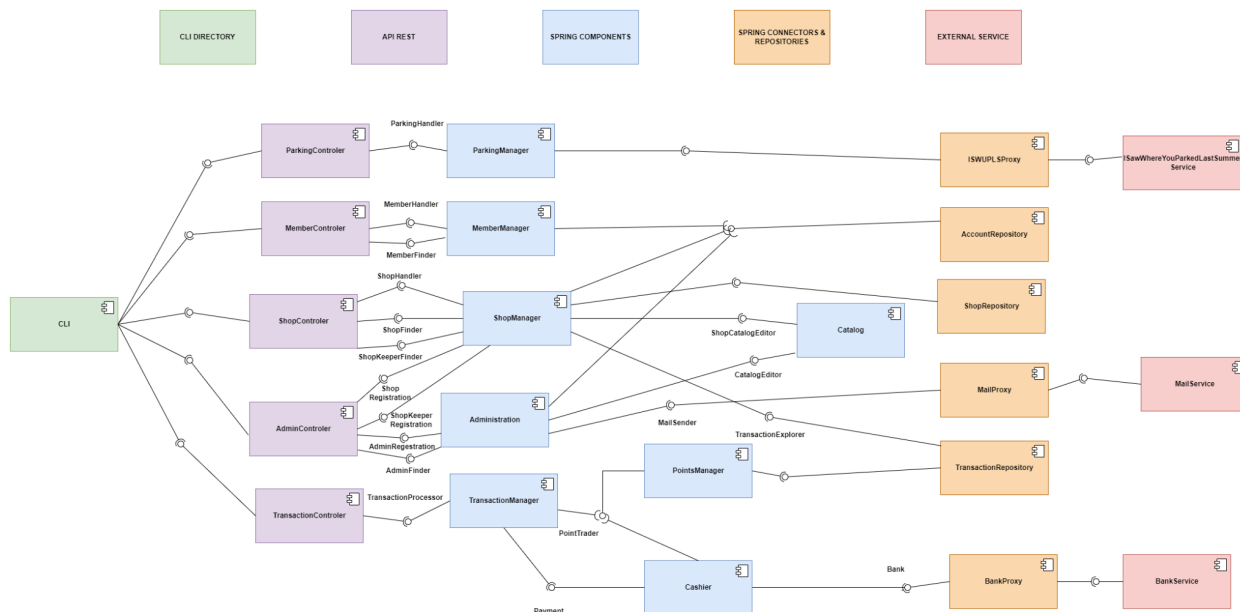 CLI DIRECTORY
API REST
SPRING COMPONENTS
SPRING CONNECTORS &
REPOSITORIES
EXTERNAL SERVICE
ParkingHandler
ParkingControler
ParkingManager
ISWUPLSProxy
ISawWhereYouParkedLastSummer
Service
MemberHandler
MemberControler
MemberManager
AccountRepository
MemberFinder
ShopHandler
CLI
ShopControler
ShopManager
ShopRepository
ShopFinder
ShopCatalogEditor
Catalog
ShopKeeperFinder
CatalogEditor
Shop
Registration
MailProxy
MailService
ShopKeeper
Registration
AdminControler
Administration
MailSender
TransactionExplorer
AdminRegestration
AdminFinder
PointsManager
TransactionRepository
TransactionProcessor
TransactionControler
TransactionManager
PointTrader
Bank
Cashier
BankProxy
BankService
Payment